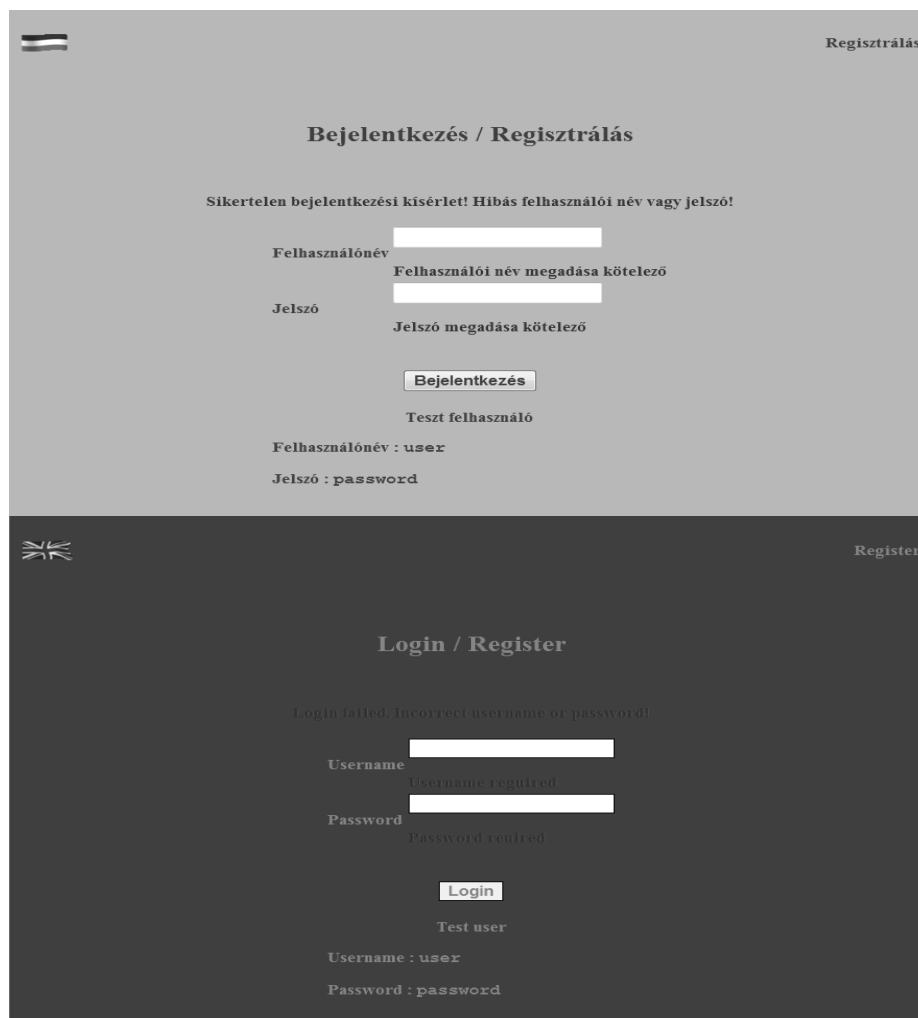 Regisztrálás
Bejelentkezés / Regisztrálás
Sikertelen bejelentkezési kísérlet! Hibás felhasználói név vagy jelszó!
Felhasználónév
Felhasználói név megadása kötelező
Jelszó
Jelszó megadása kötelező
Bejelentkezés
Teszt felhasználó
Felhasználónév : user
Jelszó : password
Register
Login / Register
Login failed. Incorrect username or password!
Username
Username reguired
Password
Password reuired
Login
Test user
Username : user
Password : password